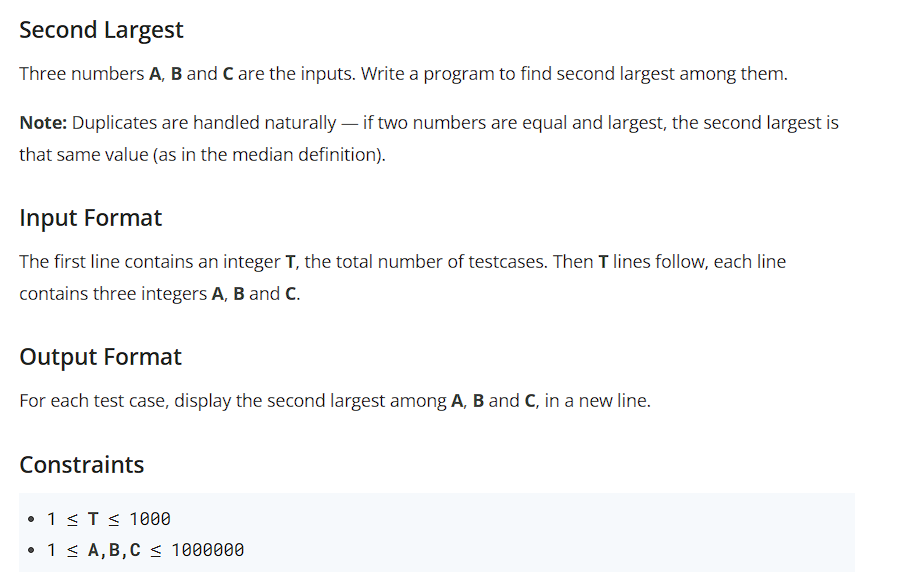 Second Largest
Three numbers A, B and C are the inputs. Write a program to find second largest among them.
Note: Duplicates are handled naturally — if two numbers are equal and largest, the second largest is
that same value (as in the median definition).
Input Format
The first line contains an integer T, the total number of testcases. Then T lines follow, each line
contains three integers A, B and C.
Output Format
For each test case, display the second largest among A, B and C, in a new line.
Constraints
• 1 ≤ T ≤ 1000
• 1 ≤ A,B,C ≤ 1000000